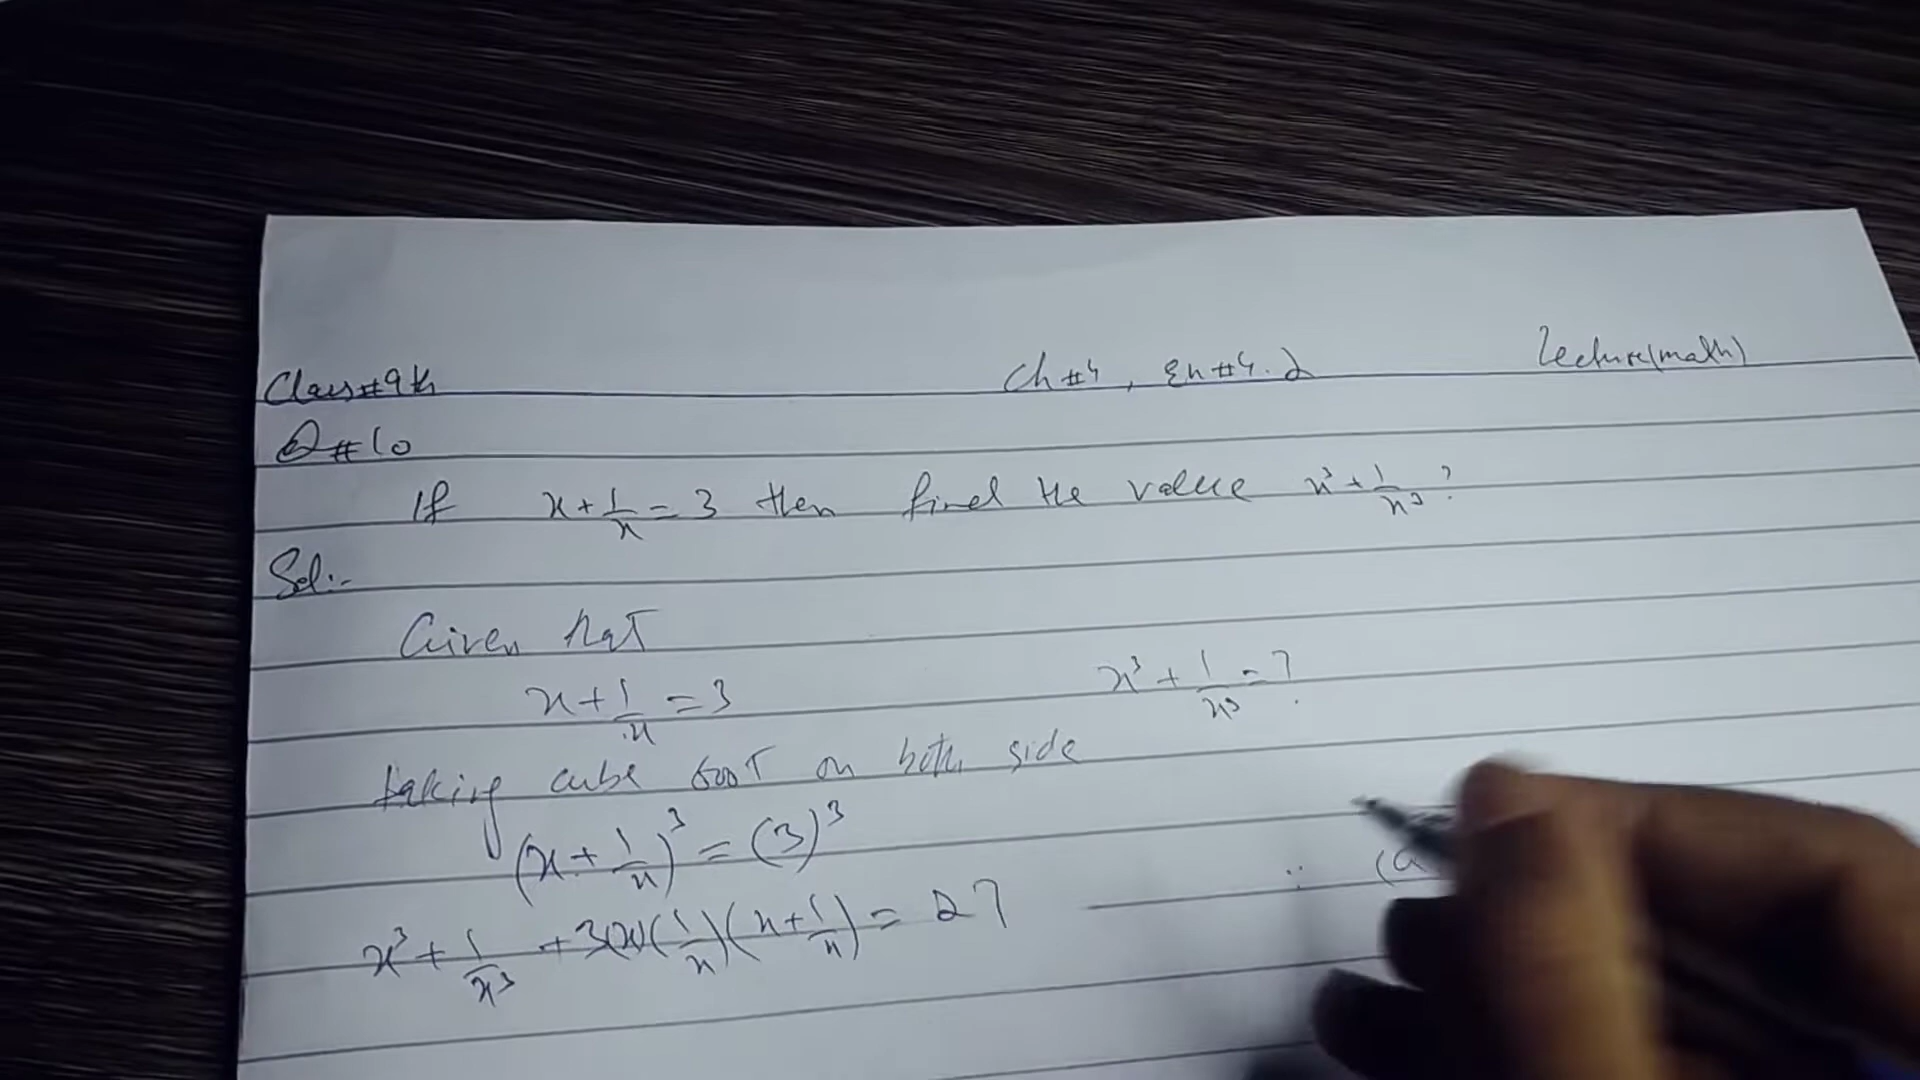 Class#9th Ch#4, Ex#4.2 Lecture(math)
Q#10
If x+1/x=3 then find the value x³+1/x³?
Sol:-
Given that
x+1/x=3 x³+1/x³=?
taking cube root on both side
(x+1/x)³=(3)³
∵ (a
x³+1/x³+3(x)(1/x)(x+1/x)=27